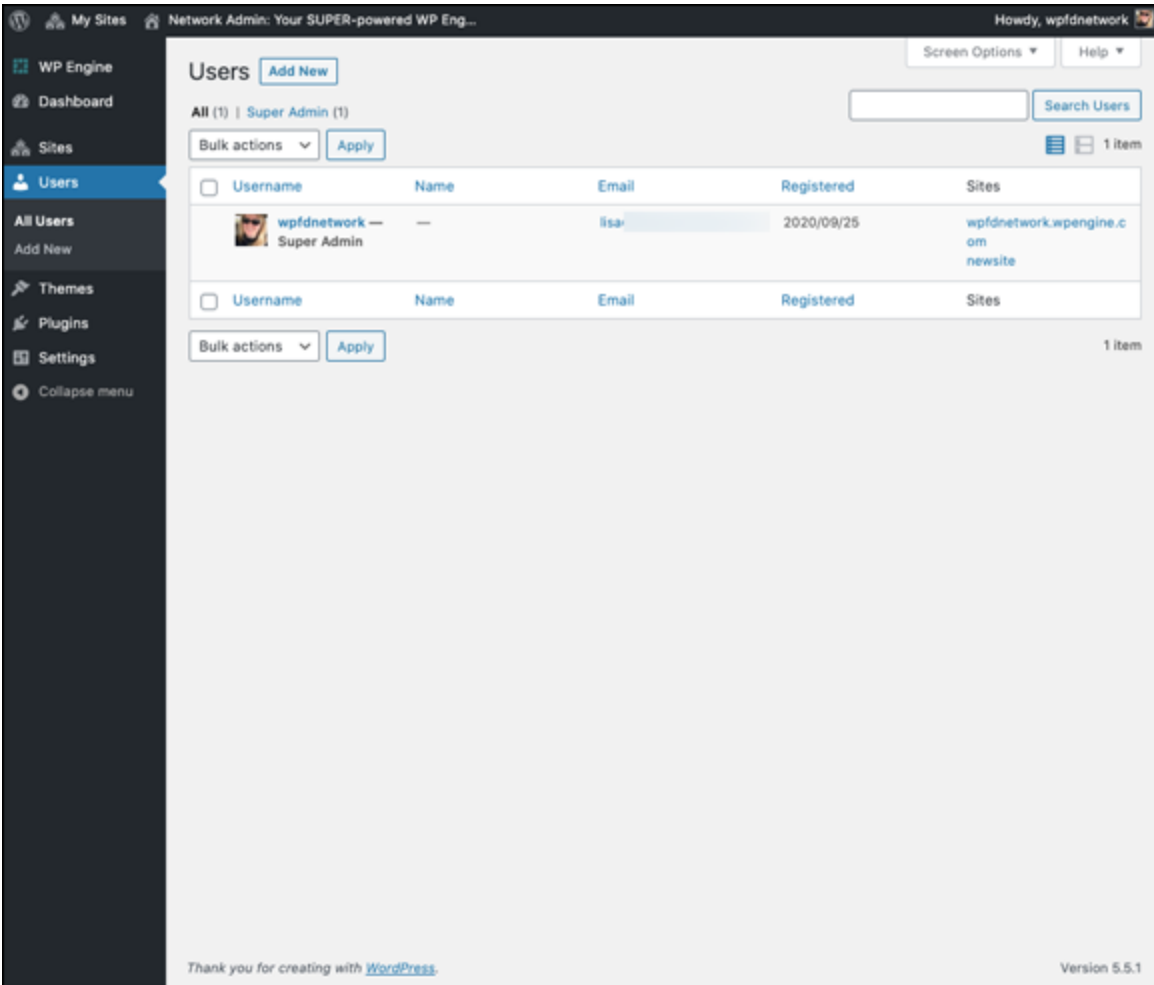 My Sites Network Admin: Your SUPER-powered WP Eng... Howdy, wpfdnetwork
Screen Options Help
WP Engine
Dashboard
Sites
Users
All Users
Add New
Themes
Plugins
Settings
Collapse menu
Users Add New
All (1) | Super Admin (1)
Search Users
Bulk actions Apply 1 item
Username Name Email Registered Sites
wpfdnetwork — — lisa 2020/09/25 wpfdnetwork.wpengine.c
Super Admin om
newsite
Username Name Email Registered Sites
Bulk actions Apply 1 item
Thank you for creating with WordPress. Version 5.5.1